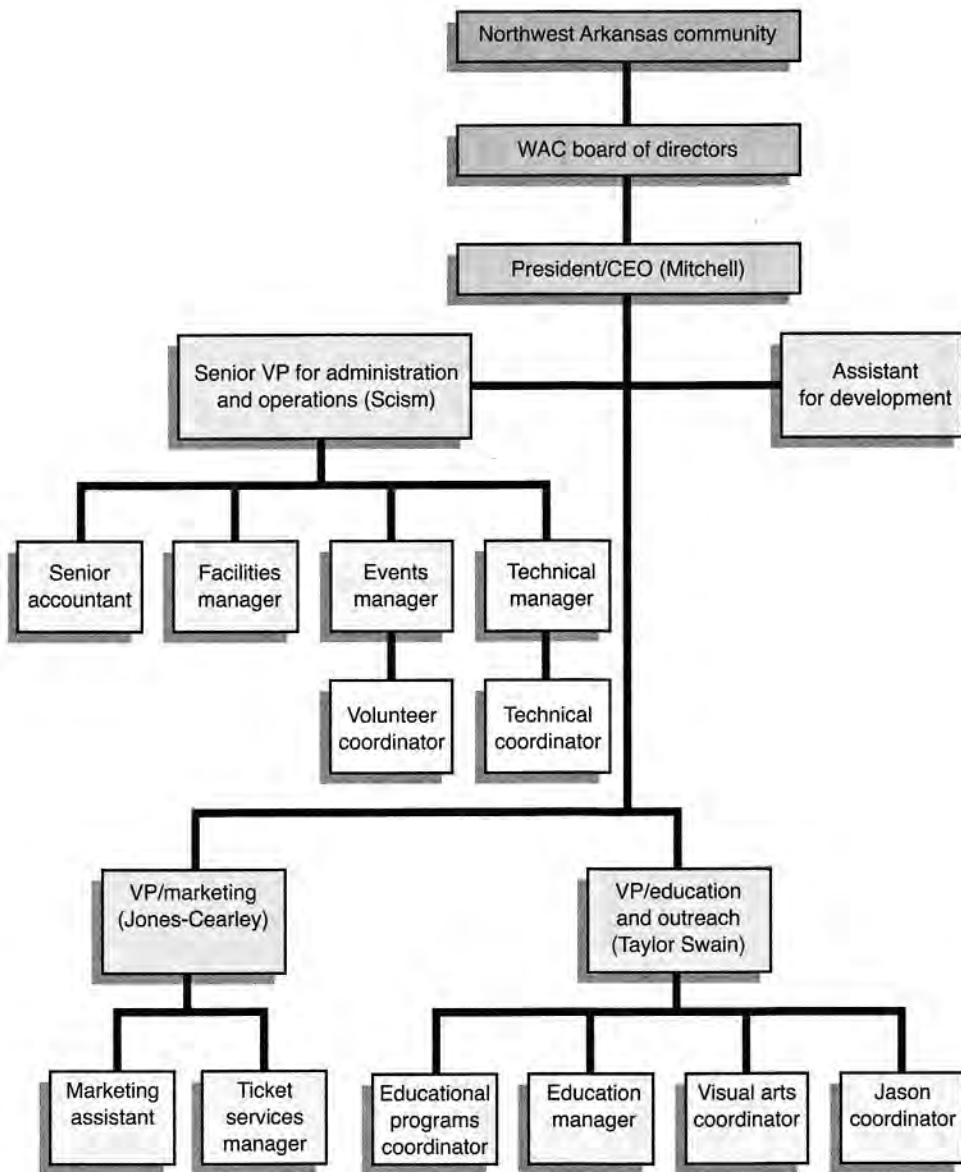 Northwest Arkansas community
WAC board of directors
President/CEO (Mitchell)
Senior VP for administration
and operations (Scism)
Assistant
for development
Senior
accountant
Facilities
manager
Events
manager
Technical
manager
Volunteer
coordinator
Technical
coordinator
VP/marketing
(Jones-Cearley)
VP/education
and outreach
(Taylor Swain)
Marketing
assistant
Ticket
services
manager
Educational
programs
coordinator
Education
manager
Visual arts
coordinator
Jason
coordinator